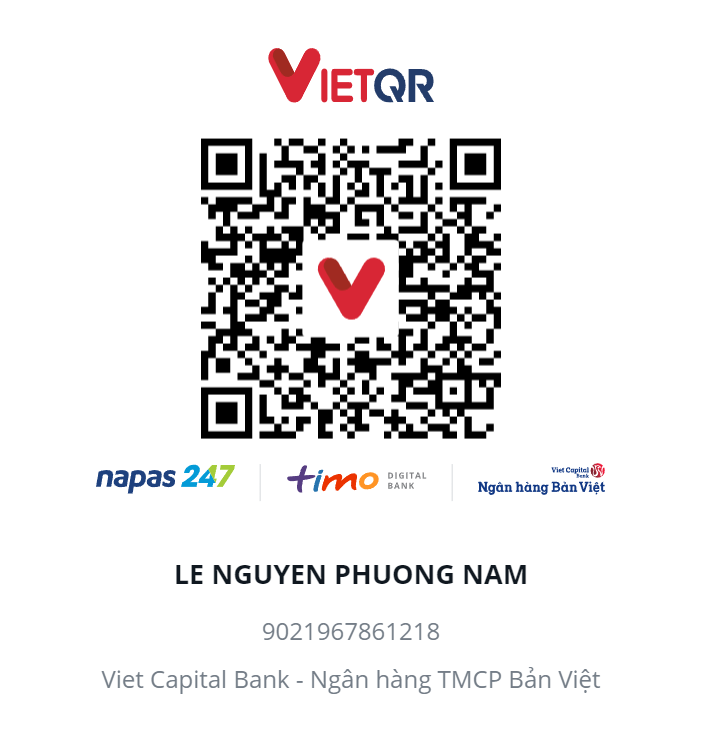 VIETQR
napas 247
timo DIGITAL BANK
Viet Capital Bank
Ngân hàng Bản Việt
LE NGUYEN PHUONG NAM
9021967861218
Viet Capital Bank - Ngân hàng TMCP Bản Việt